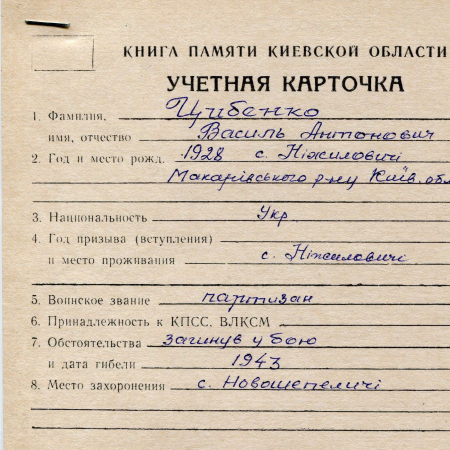 КНИГА ПАМЯТИ КИЕВСКОЙ ОБЛАСТИ
УЧЕТНАЯ КАРТОЧКА
1. Фамилия, Цибенко
имя, отчество Василь Антонович
2. Год и место рожд. 1928 с. Ніжиловичі
Макарівського р-ну Київ. обл
3. Национальность Укр
4. Год призыва (вступления)
и место проживания с. Ніжиловичі
5. Воинское звание партизан
6. Принадлежность к КПСС, ВЛКСМ
7. Обстоятельства загинув у бою
и дата гибели 1943
8. Место захоронения с. Новошепеличі